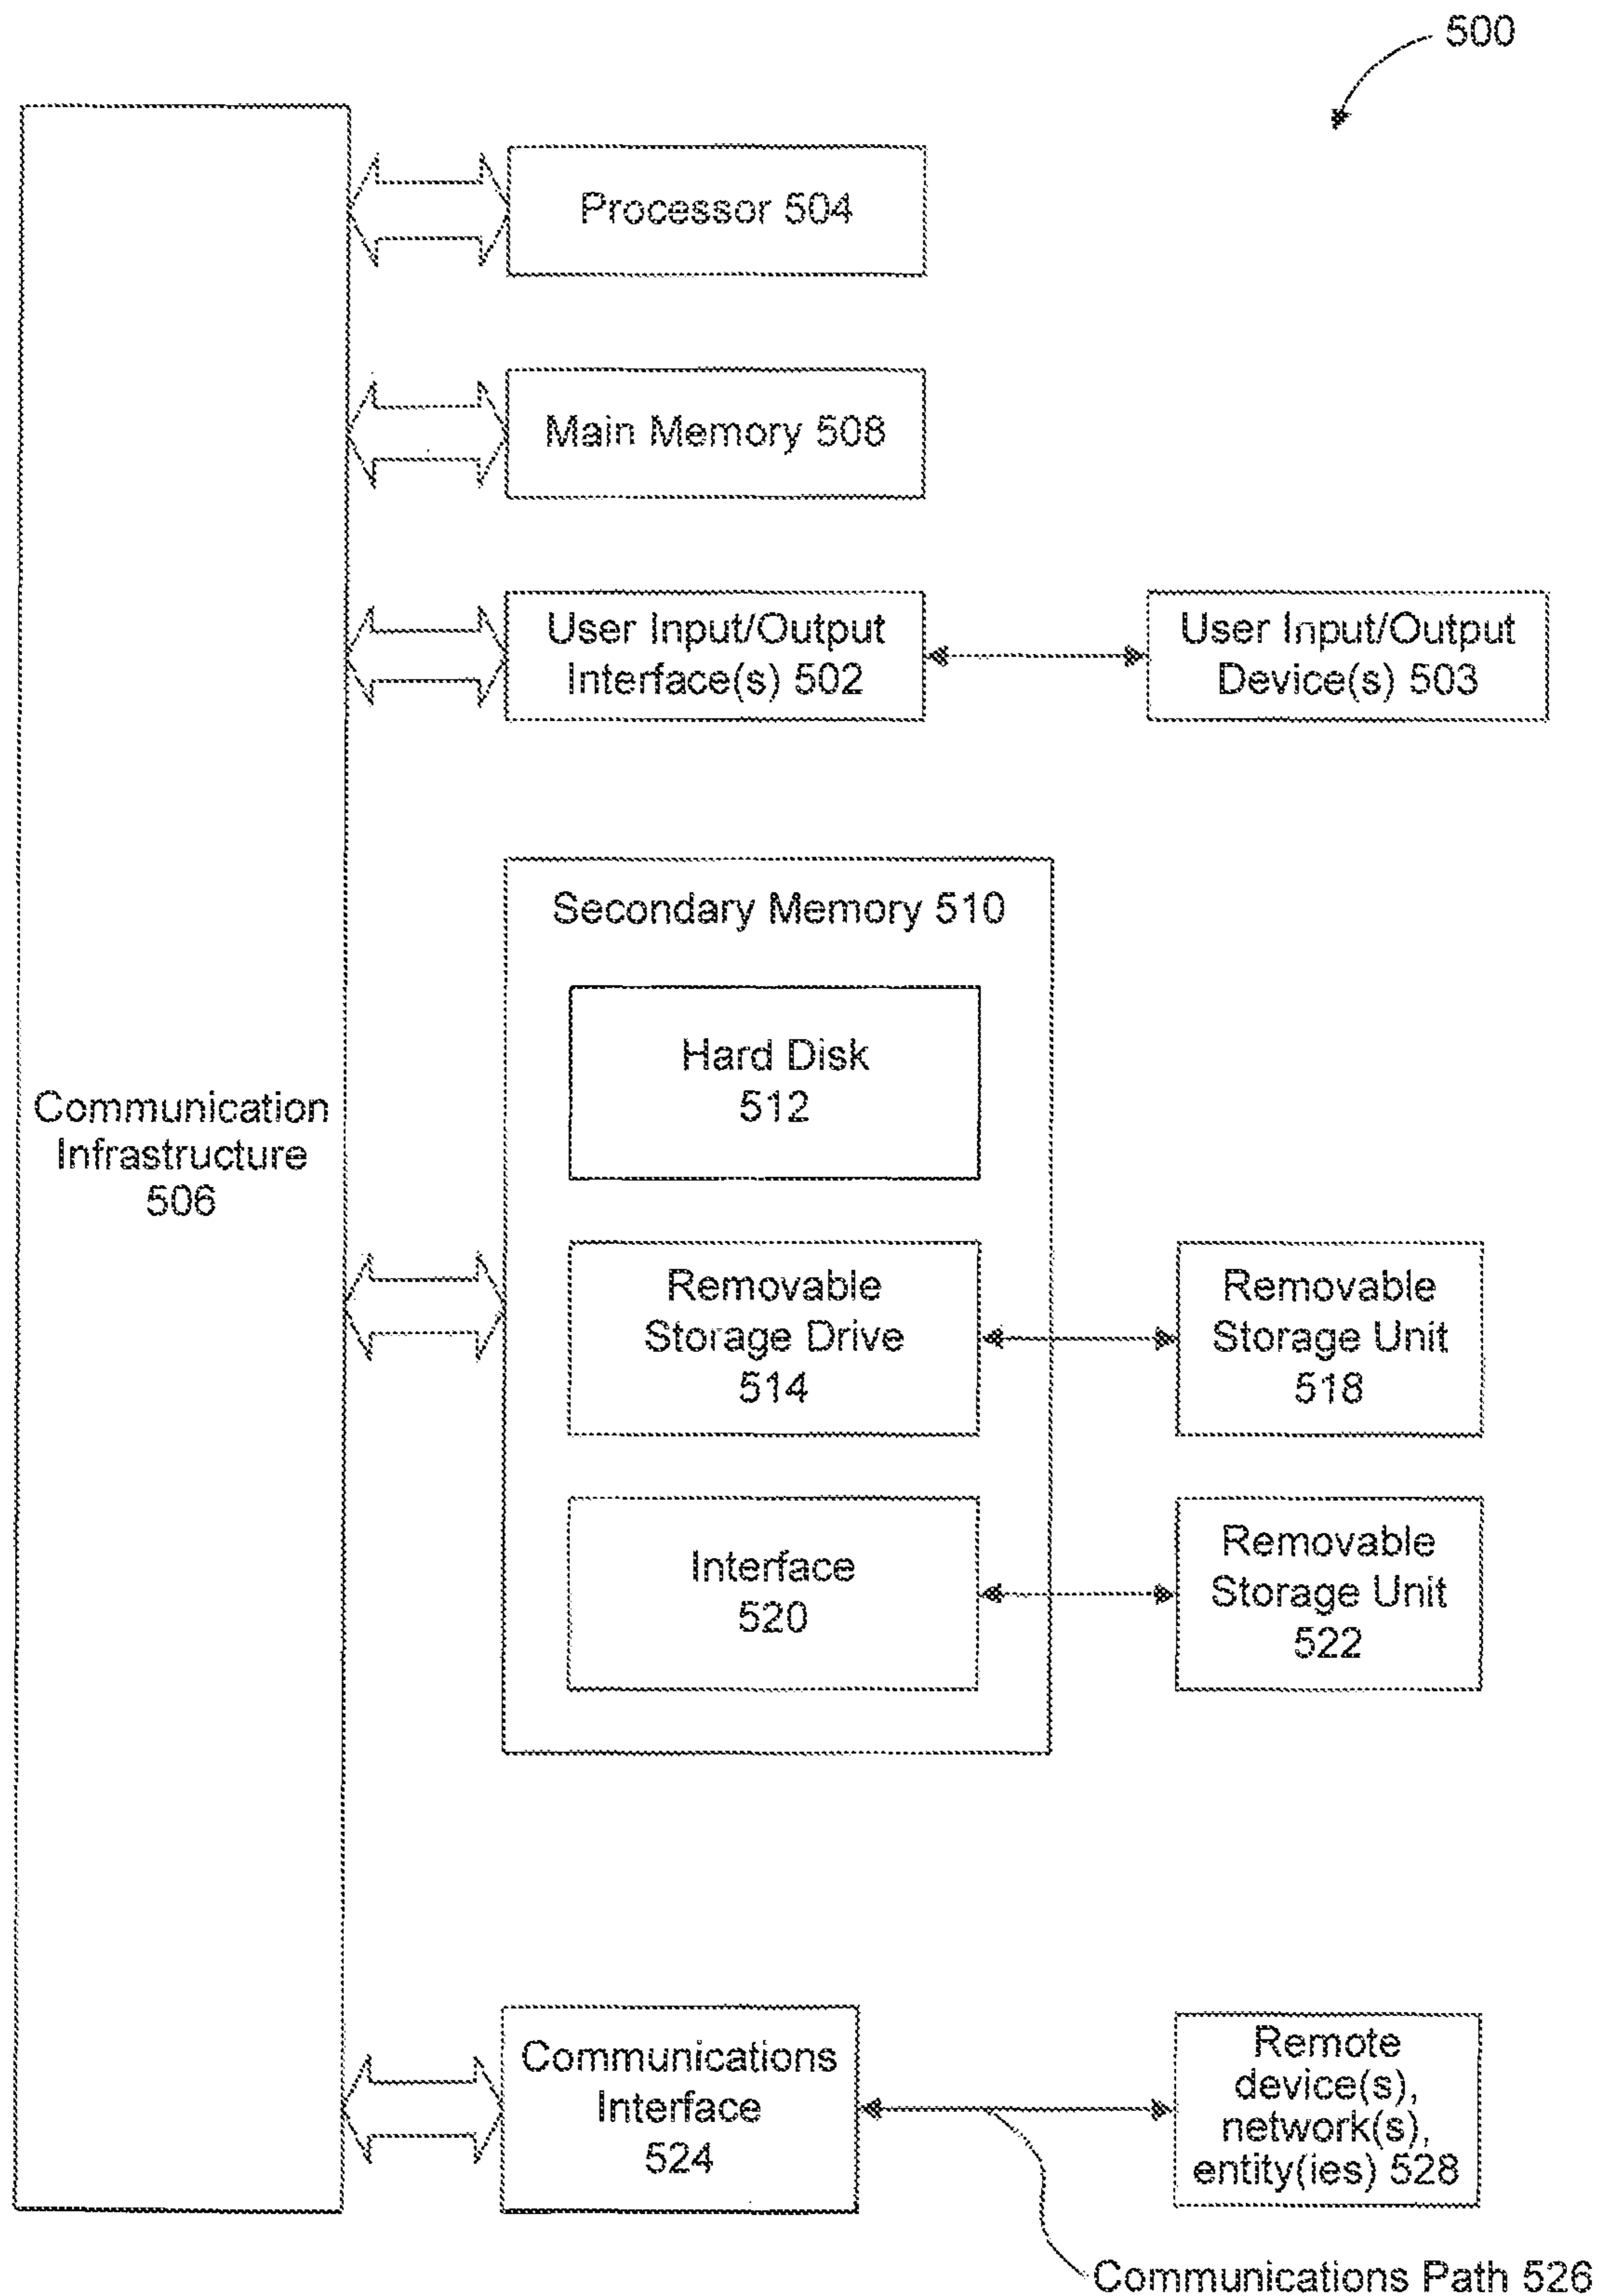 500
Processor 504
Main Memory 508
User Input/Output
Interface(s) 502
User Input/Output
Device(s) 503
Secondary Memory 510
Hard Disk
512
Communication
Infrastructure
506
Removable
Storage Drive
514
Removable
Storage Unit
518
Interface
520
Removable
Storage Unit
522
Communications
Interface
524
Remote
device(s),
network(s),
entity(ies) 528
Communications Path 526